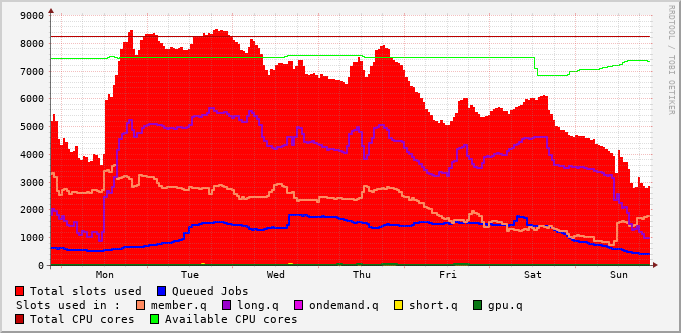 9000
8000
7000
6000
5000
4000
3000
2000
1000
0
Mon Tue Wed Thu Fri Sat Sun
RRDTOOL / TOBI OETIKER
Total slots used Queued Jobs
Slots used in : member.q long.q ondemand.q short.q gpu.q
Total CPU cores Available CPU cores